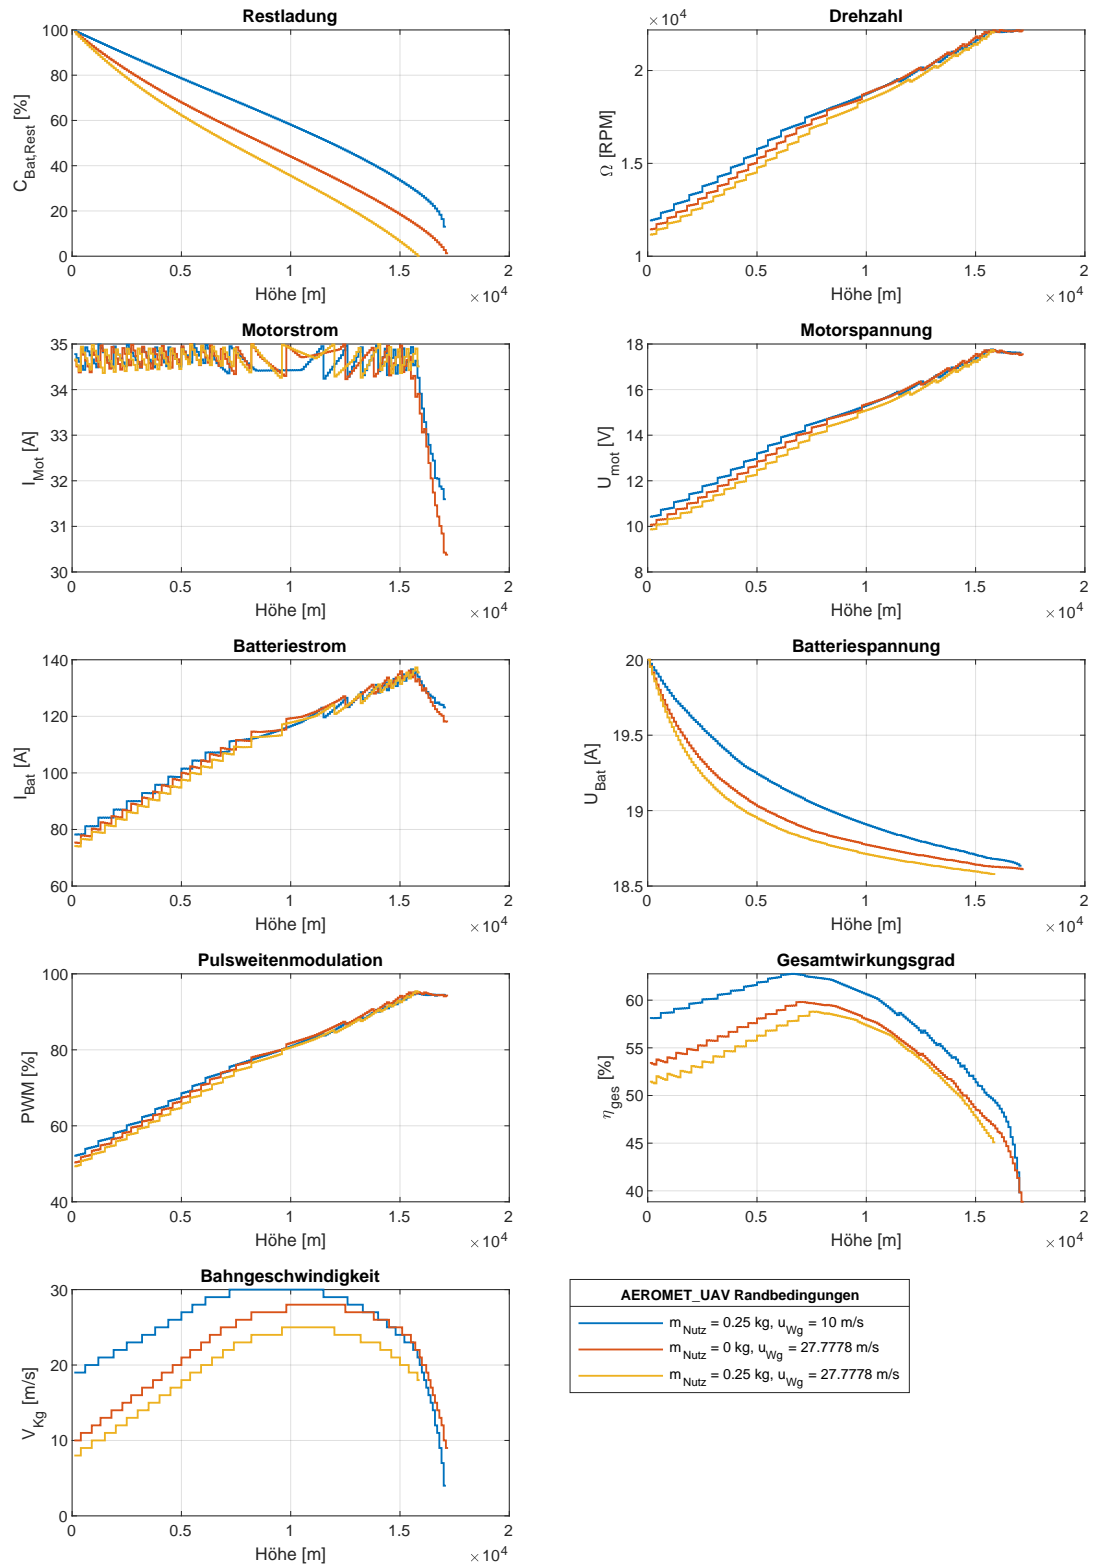 Restladung
100
80
60
40
20
0
C_Bat,Rest [%]
0 0.5 1 1.5 2
Höhe [m]
×10^4
Drehzahl
×10^4
2
1.5
1
Ω [RPM]
0 0.5 1 1.5 2
Höhe [m]
×10^4
Motorstrom
35
34
33
32
31
30
I_Mot [A]
0 0.5 1 1.5 2
Höhe [m]
×10^4
Motorspannung
18
16
14
12
10
8
U_mot [V]
0 0.5 1 1.5 2
Höhe [m]
×10^4
Batteriestrom
140
120
100
80
60
I_Bat [A]
0 0.5 1 1.5 2
Höhe [m]
×10^4
Batteriespannung
20
19.5
19
18.5
U_Bat [A]
0 0.5 1 1.5 2
Höhe [m]
×10^4
Pulsweitenmodulation
100
80
60
40
PWM [%]
0 0.5 1 1.5 2
Höhe [m]
×10^4
Gesamtwirkungsgrad
60
55
50
45
40
η_ges [%]
0 0.5 1 1.5 2
Höhe [m]
×10^4
Bahngeschwindigkeit
30
20
10
0
V_Kg [m/s]
0 0.5 1 1.5 2
Höhe [m]
×10^4
AEROMET_UAV Randbedingungen
m_Nutz = 0.25 kg, u_Wg = 10 m/s
m_Nutz = 0 kg, u_Wg = 27.7778 m/s
m_Nutz = 0.25 kg, u_Wg = 27.7778 m/s